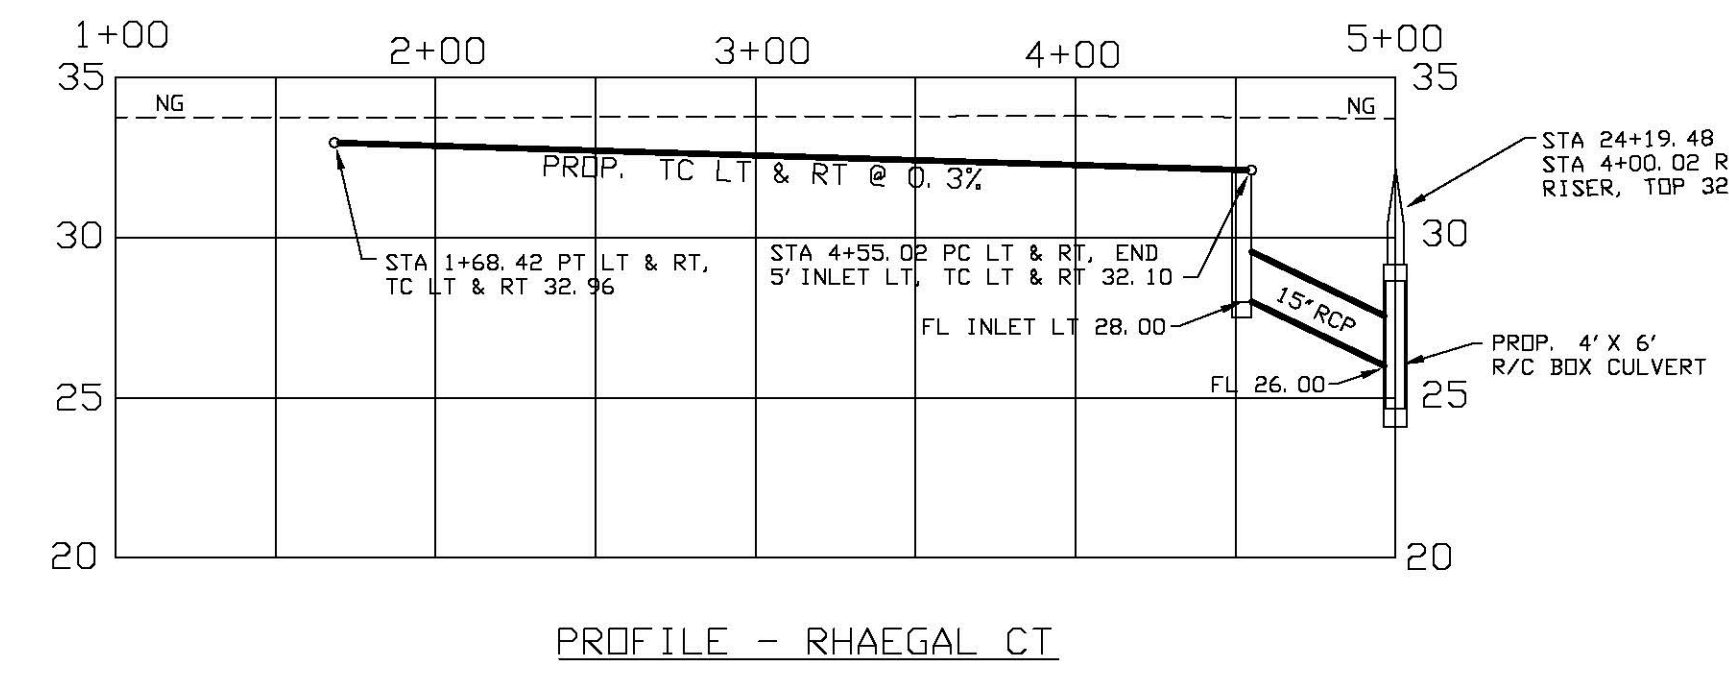 1+00
2+00
3+00
4+00
5+00
35
35
NG
NG
STA 24+19.48
STA 4+00.02 R
RISER, TOP 32
PROP. TC LT & RT @ 0.3%
30
30
STA 1+68.42 PT LT & RT,
TC LT & RT 32.96
STA 4+55.02 PC LT & RT, END
5' INLET LT, TC LT & RT 32.10
15" RCP
FL INLET LT 28.00
PROP. 4' X 6'
R/C BOX CULVERT
FL 26.00
25
25
20
20
PROFILE - RHAEGAL CT